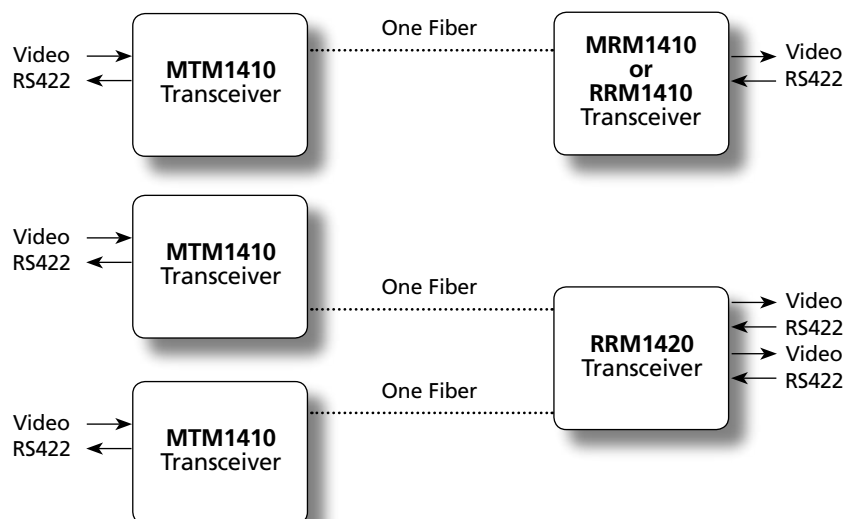 One Fiber
Video
RS422
MTM1410
Transceiver
MRM1410
or
RRM1410
Transceiver
Video
RS422
Video
RS422
MTM1410
Transceiver
One Fiber
Video
RS422
MTM1410
Transceiver
One Fiber
RRM1420
Transceiver
Video
RS422
Video
RS422